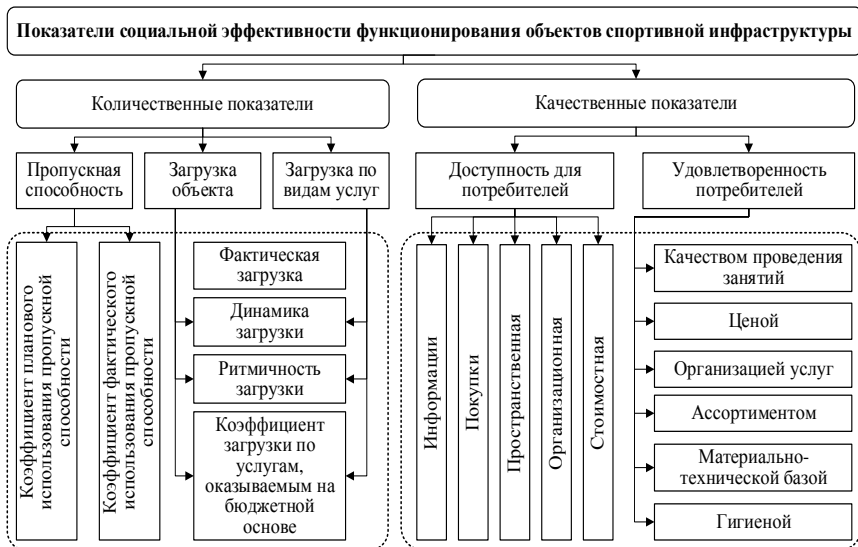 Показатели социальной эффективности функционирования объектов спортивной инфраструктуры
Количественные показатели
Качественные показатели
Пропускная
способность
Загрузка
объекта
Загрузка по
видам услуг
Доступность для
потребителей
Удовлетворенность
потребителей
Коэффициент планового
использования пропускной
способности
Коэффициент фактического
использования пропускной
способности
Фактическая
загрузка
Динамика
загрузки
Ритмичность
загрузки
Коэффициент
загрузки по
услугам,
оказываемым на
бюджетной
основе
Информации
Покупки
Пространственная
Организационная
Стоимостная
Качеством проведения
занятий
Ценой
Организацией услуг
Ассортиментом
Материально-
технической базой
Гигиеной